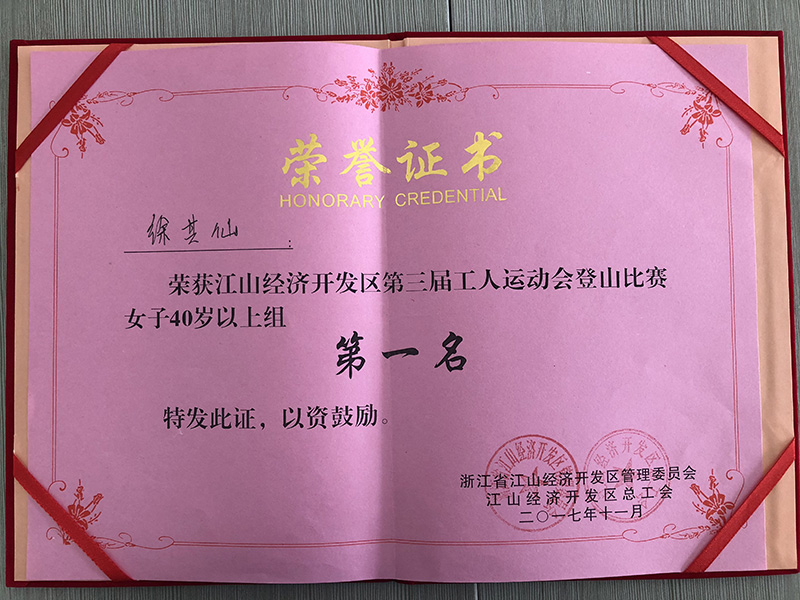 荣誉证书
HONORARY CREDENTIAL
徐其仙：
荣获江山经济开发区第三届工人运动会登山比赛
女子40岁以上组
第一名
特发此证，以资鼓励。
浙江省江山经济开发区管理委员会
江山经济开发区总工会
二〇一七年十一月